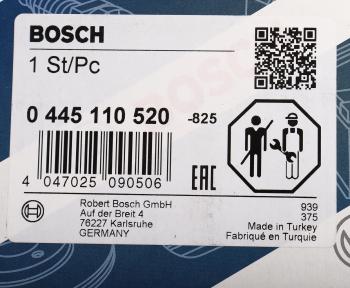 BOSCH
1 St/Pc
0 445 110 520 -825
4 047025 090506
EAC
Robert Bosch GmbH
Auf der Breit 4
76227 Karlsruhe
GERMANY
939
375
Made in Turkey
Fabriqué en Turquie